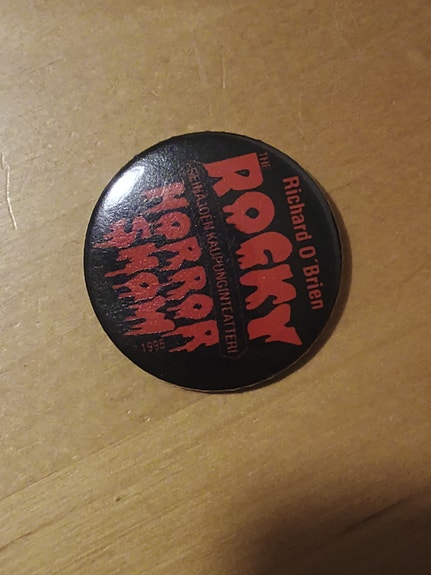 Richard O'Brien
THE
ROCKY
SEINÄJOEN KAUPUNGINTEATTERI
HORROR
SHOW
1995